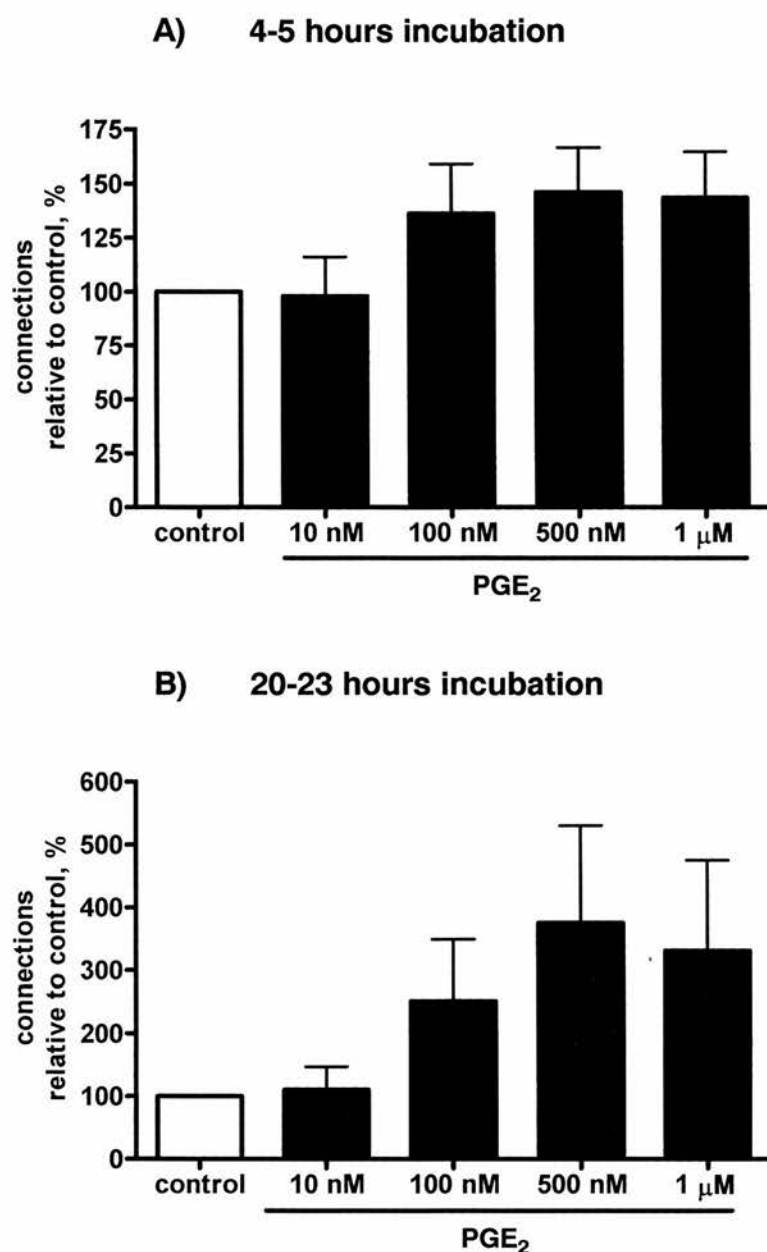 A) 4-5 hours incubation
175
150
125
100
75
50
25
0
connections
relative to control, %
control 10 nM 100 nM 500 nM 1 μM
PGE₂
B) 20-23 hours incubation
600
500
400
300
200
100
0
connections
relative to control, %
control 10 nM 100 nM 500 nM 1 μM
PGE₂